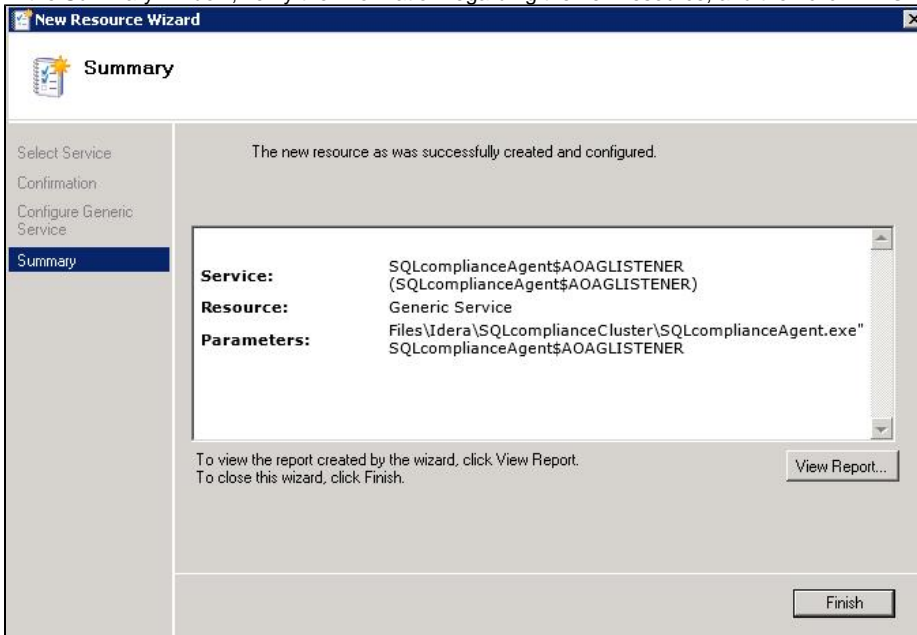 New Resource Wizard
Summary
Select Service
Confirmation
Configure Generic
Service
Summary
The new resource as was successfully created and configured.
Service: SQLcomplianceAgent$AOAGLISTENER
(SQLcomplianceAgent$AOAGLISTENER)
Resource: Generic Service
Parameters: Files\Idera\SQLcomplianceCluster\SQLcomplianceAgent.exe"
SQLcomplianceAgent$AOAGLISTENER
To view the report created by the wizard, click View Report.
To close this wizard, click Finish.
View Report...
Finish